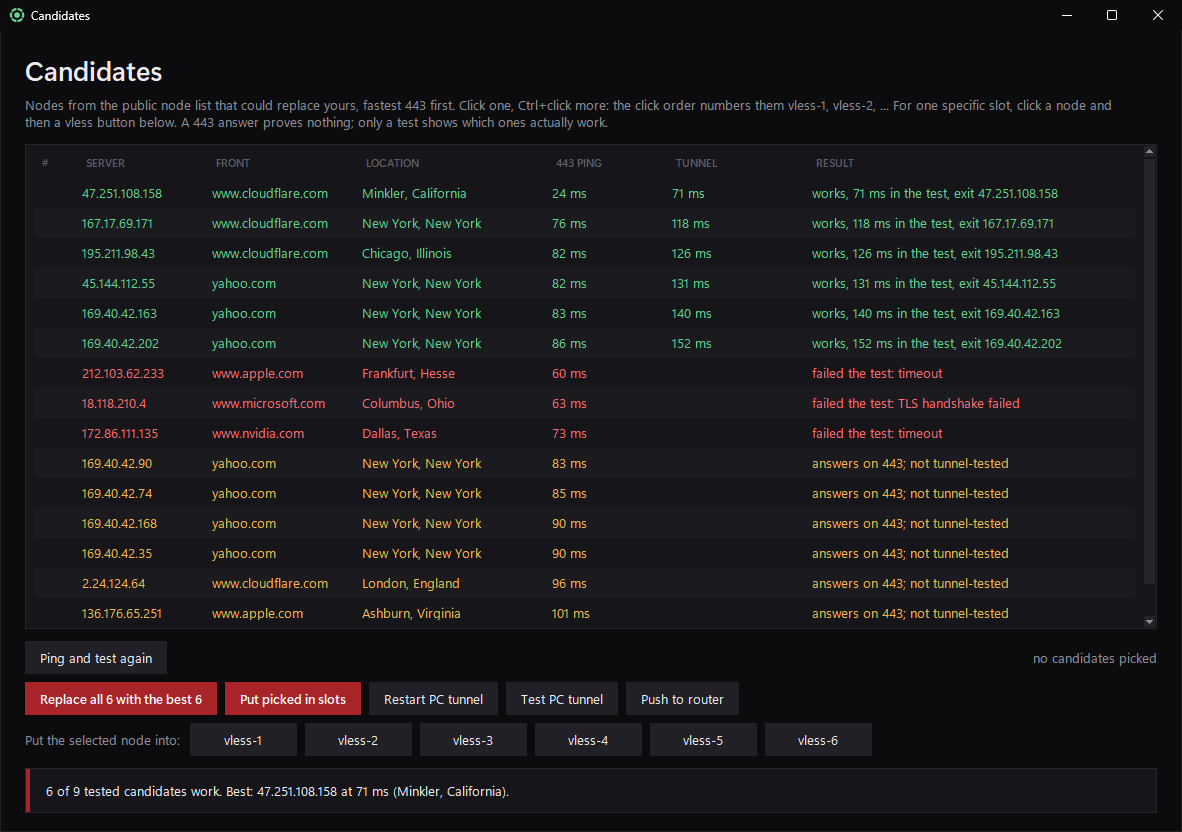 Candidates
Candidates
Nodes from the public node list that could replace yours, fastest 443 first. Click one, Ctrl+click more: the click order numbers them vless-1, vless-2, ... For one specific slot, click a node and
then a vless button below. A 443 answer proves nothing; only a test shows which ones actually work.
# SERVER FRONT LOCATION 443 PING TUNNEL RESULT
47.251.108.158 www.cloudflare.com Minkler, California 24 ms 71 ms works, 71 ms in the test, exit 47.251.108.158
167.17.69.171 www.cloudflare.com New York, New York 76 ms 118 ms works, 118 ms in the test, exit 167.17.69.171
195.211.98.43 www.cloudflare.com Chicago, Illinois 82 ms 126 ms works, 126 ms in the test, exit 195.211.98.43
45.144.112.55 yahoo.com New York, New York 82 ms 131 ms works, 131 ms in the test, exit 45.144.112.55
169.40.42.163 yahoo.com New York, New York 83 ms 140 ms works, 140 ms in the test, exit 169.40.42.163
169.40.42.202 yahoo.com New York, New York 86 ms 152 ms works, 152 ms in the test, exit 169.40.42.202
212.103.62.233 www.apple.com Frankfurt, Hesse 60 ms failed the test: timeout
18.118.210.4 www.microsoft.com Columbus, Ohio 63 ms failed the test: TLS handshake failed
172.86.111.135 www.nvidia.com Dallas, Texas 73 ms failed the test: timeout
169.40.42.90 yahoo.com New York, New York 83 ms answers on 443; not tunnel-tested
169.40.42.74 yahoo.com New York, New York 85 ms answers on 443; not tunnel-tested
169.40.42.168 yahoo.com New York, New York 90 ms answers on 443; not tunnel-tested
169.40.42.35 yahoo.com New York, New York 90 ms answers on 443; not tunnel-tested
2.24.124.64 www.cloudflare.com London, England 96 ms answers on 443; not tunnel-tested
136.176.65.251 www.apple.com Ashburn, Virginia 101 ms answers on 443; not tunnel-tested
Ping and test again no candidates picked
Replace all 6 with the best 6 Put picked in slots Restart PC tunnel Test PC tunnel Push to router
Put the selected node into: vless-1 vless-2 vless-3 vless-4 vless-5 vless-6
6 of 9 tested candidates work. Best: 47.251.108.158 at 71 ms (Minkler, California).